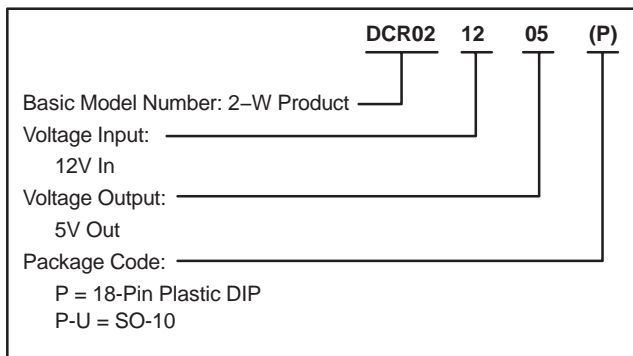 DCR02 12 05 (P)
Basic Model Number: 2–W Product
Voltage Input:
12V In
Voltage Output:
5V Out
Package Code:
P = 18-Pin Plastic DIP
P-U = SO-10